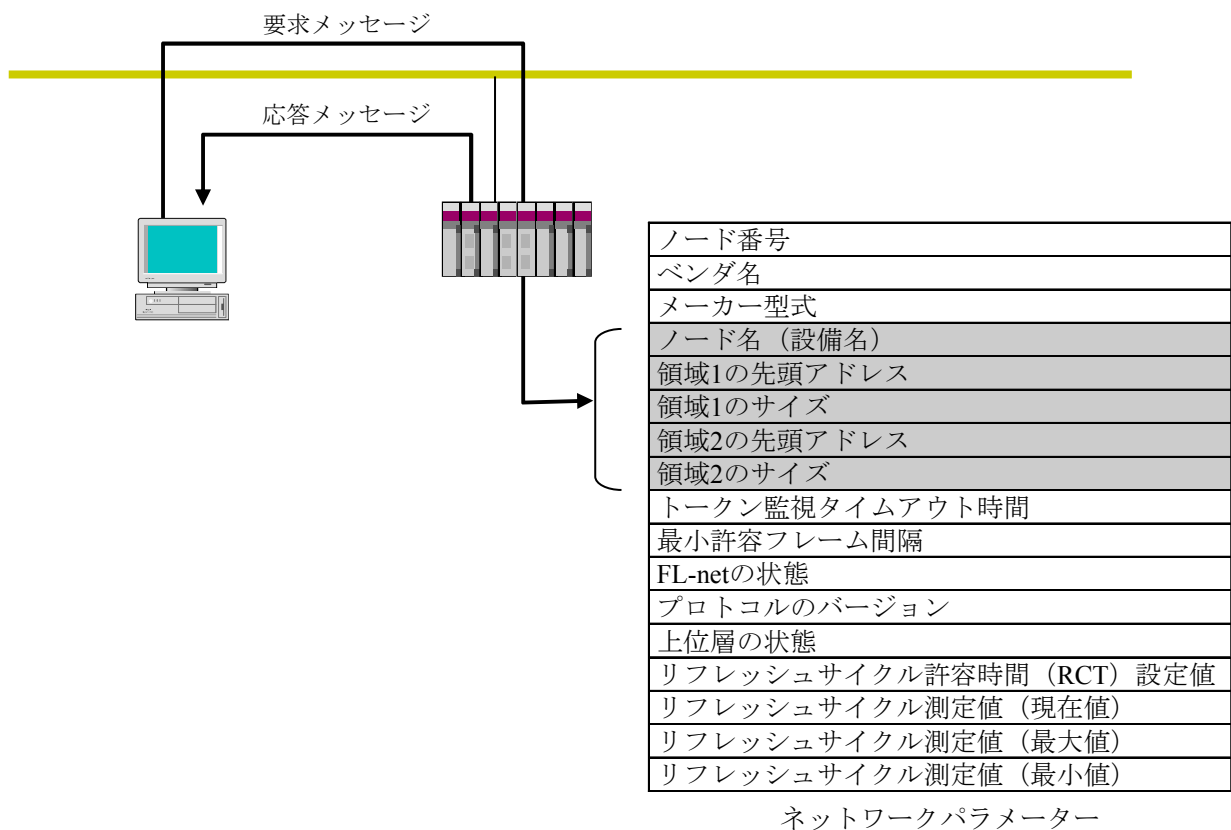 要求メッセージ
応答メッセージ
ノード番号
ベンダ名
メーカー型式
ノード名（設備名）
領域1の先頭アドレス
領域1のサイズ
領域2の先頭アドレス
領域2のサイズ
トークン監視タイムアウト時間
最小許容フレーム間隔
FL-netの状態
プロトコルのバージョン
上位層の状態
リフレッシュサイクル許容時間（RCT）設定値
リフレッシュサイクル測定値（現在値）
リフレッシュサイクル測定値（最大値）
リフレッシュサイクル測定値（最小値）
ネットワークパラメーター